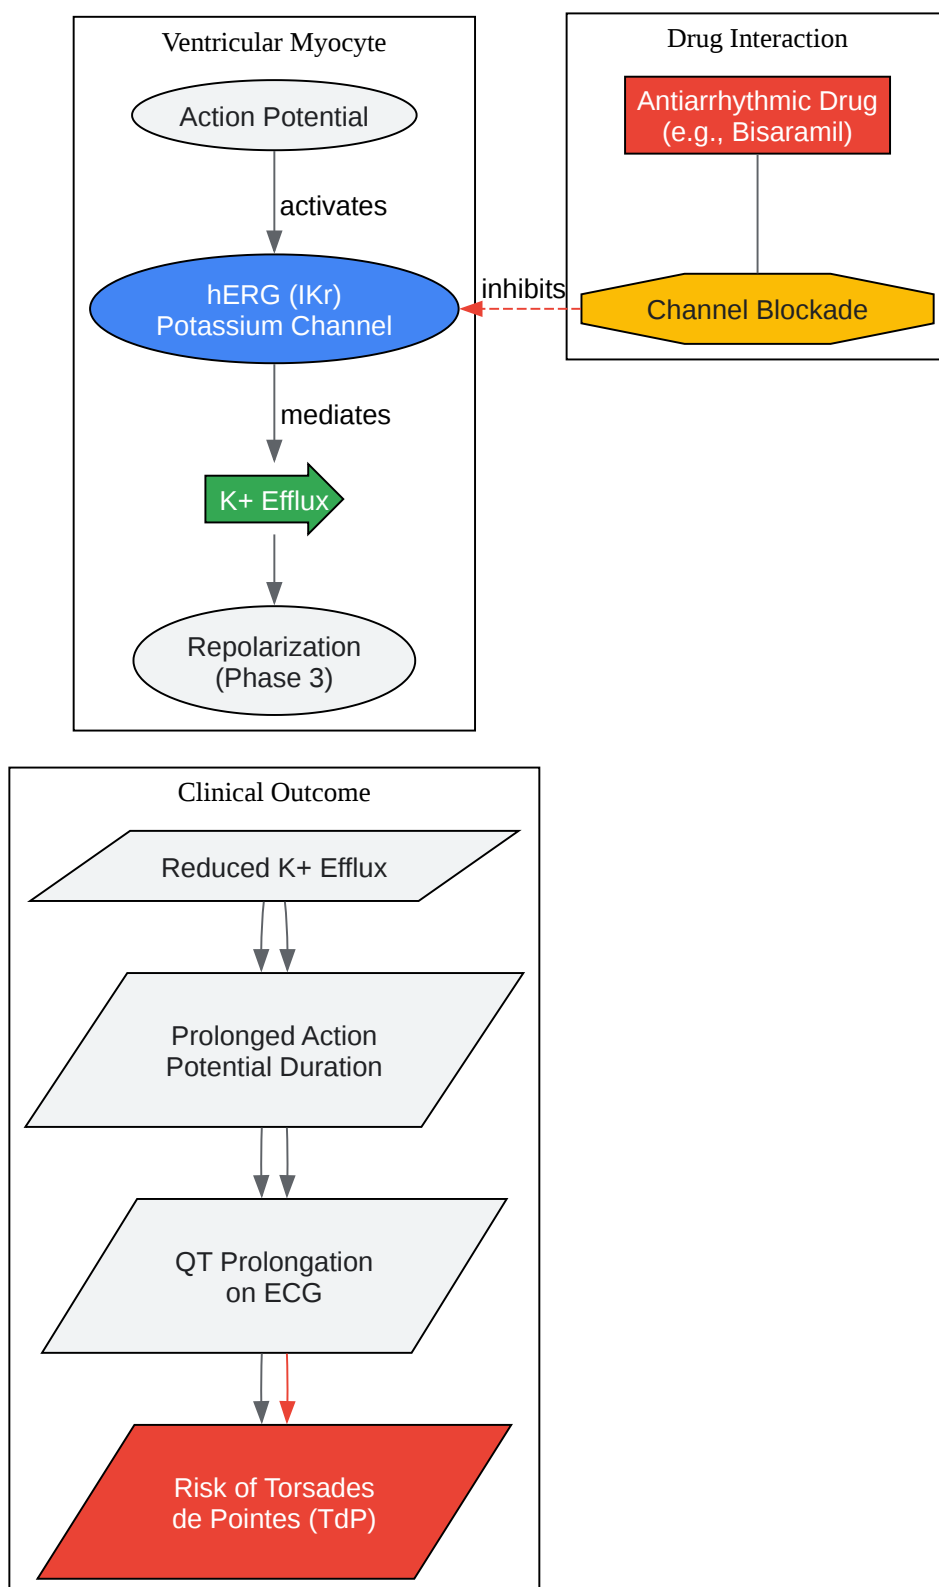 Ventricular Myocyte
Action Potential
activates
hERG (IKr)
Potassium Channel
mediates
K+ Efflux
Repolarization
(Phase 3)
Drug Interaction
Antiarrhythmic Drug
(e.g., Bisaramil)
inhibits
Channel Blockade
Clinical Outcome
Reduced K+ Efflux
Prolonged Action
Potential Duration
QT Prolongation
on ECG
Risk of Torsades
de Pointes (TdP)